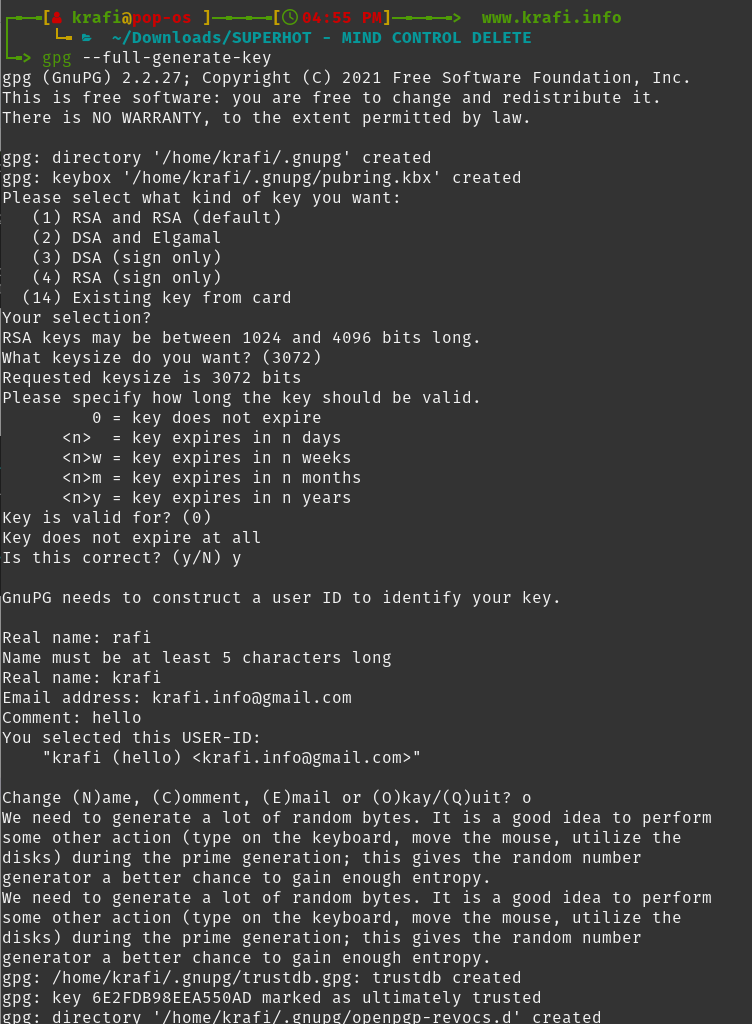 [ krafi@pop-os ][04:55 PM] www.krafi.info
~/Downloads/SUPERHOT - MIND CONTROL DELETE
gpg --full-generate-key
gpg (GnuPG) 2.2.27; Copyright (C) 2021 Free Software Foundation, Inc.
This is free software: you are free to change and redistribute it.
There is NO WARRANTY, to the extent permitted by law.

gpg: directory '/home/krafi/.gnupg' created
gpg: keybox '/home/krafi/.gnupg/pubring.kbx' created
Please select what kind of key you want:
   (1) RSA and RSA (default)
   (2) DSA and Elgamal
   (3) DSA (sign only)
   (4) RSA (sign only)
  (14) Existing key from card
Your selection?
RSA keys may be between 1024 and 4096 bits long.
What keysize do you want? (3072)
Requested keysize is 3072 bits
Please specify how long the key should be valid.
         0 = key does not expire
      <n>  = key expires in n days
      <n>w = key expires in n weeks
      <n>m = key expires in n months
      <n>y = key expires in n years
Key is valid for? (0)
Key does not expire at all
Is this correct? (y/N) y

GnuPG needs to construct a user ID to identify your key.

Real name: rafi
Name must be at least 5 characters long
Real name: krafi
Email address: krafi.info@gmail.com
Comment: hello
You selected this USER-ID:
    "krafi (hello) <krafi.info@gmail.com>"

Change (N)ame, (C)omment, (E)mail or (O)kay/(Q)uit? o
We need to generate a lot of random bytes. It is a good idea to perform
some other action (type on the keyboard, move the mouse, utilize the
disks) during the prime generation; this gives the random number
generator a better chance to gain enough entropy.
We need to generate a lot of random bytes. It is a good idea to perform
some other action (type on the keyboard, move the mouse, utilize the
disks) during the prime generation; this gives the random number
generator a better chance to gain enough entropy.
gpg: /home/krafi/.gnupg/trustdb.gpg: trustdb created
gpg: key 6E2FDB98EEA550AD marked as ultimately trusted
gpg: directory '/home/krafi/.gnupg/openpgp-revocs.d' created